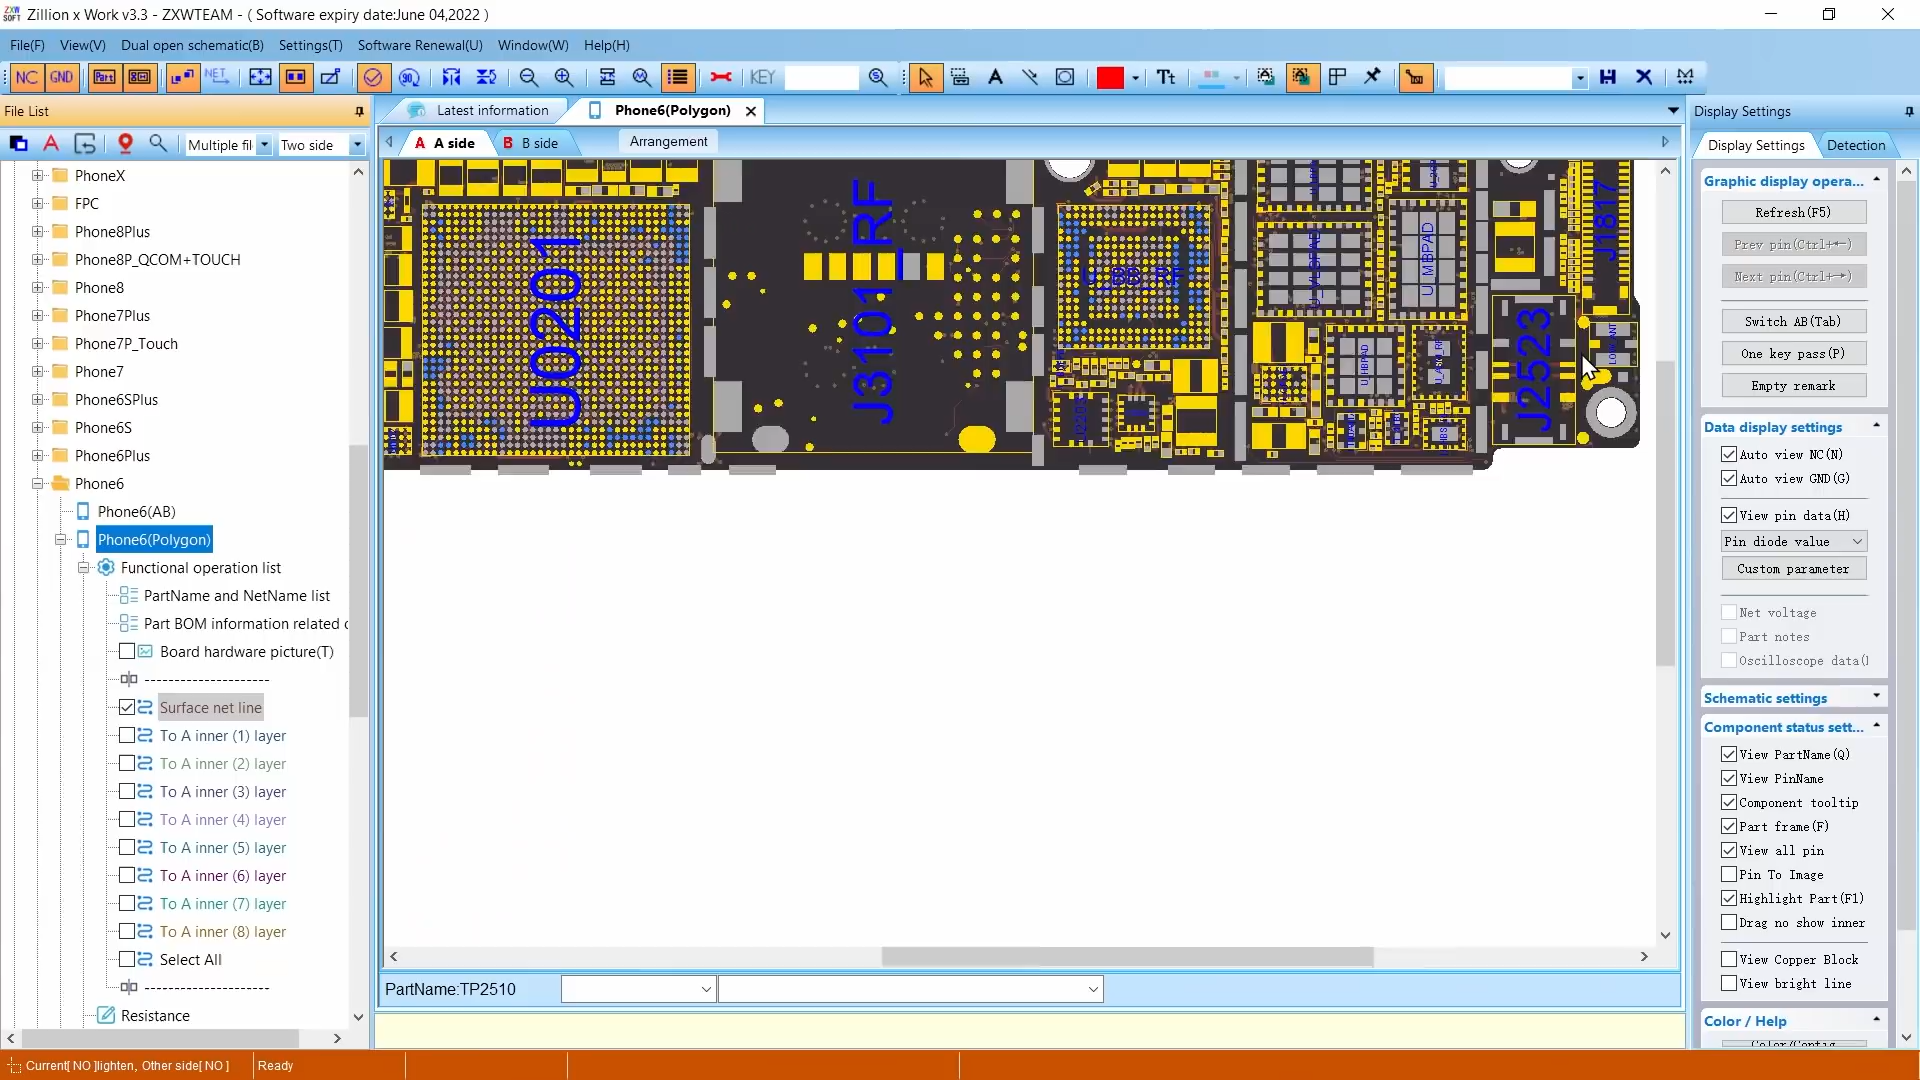 Zillion x Work v3.3 - ZXWTEAM - ( Software expiry date:June 04,2022 )
File(F) View(V) Dual open schematic(B) Settings(T) Software Renewal(U) Window(W) Help(H)
NC GND Part NET KEY A Tt
File List
Latest information
Phone6(Polygon)
Display Settings
Multiple fil
Two side
A A side
B B side
Arrangement
Display Settings
Detection
PhoneX
FPC
Phone8Plus
Phone8P_QCOM+TOUCH
Phone8
Phone7Plus
Phone7P_Touch
Phone7
Phone6SPlus
Phone6S
Phone6Plus
Phone6
Phone6(AB)
Phone6(Polygon)
Functional operation list
PartName and NetName list
Part BOM information related c
Board hardware picture(T)
--------------------
Surface net line
To A inner (1) layer
To A inner (2) layer
To A inner (3) layer
To A inner (4) layer
To A inner (5) layer
To A inner (6) layer
To A inner (7) layer
To A inner (8) layer
Select All
--------------------
Resistance
U0201
J3101_RF
U_BB_RF
U_MBPAD
J1817
J2523
Graphic display opera...
Refresh(F5)
Prev pin(Ctrl+←)
Next pin(Ctrl+→)
Switch AB(Tab)
One key pass(P)
Empty remark
Data display settings
Auto view NC(N)
Auto view GND(G)
View pin data(H)
Pin diode value
Custom parameter
Net voltage
Part notes
Oscilloscope data(I
Schematic settings
Component status sett...
View PartName(Q)
View PinName
Component tooltip
Part frame(F)
View all pin
Pin To Image
Highlight Part(F1)
Drag no show inner
View Copper Block
View bright line
Color / Help
PartName:TP2510
Current[ NO ]lighten, Other side[ NO ]
Ready